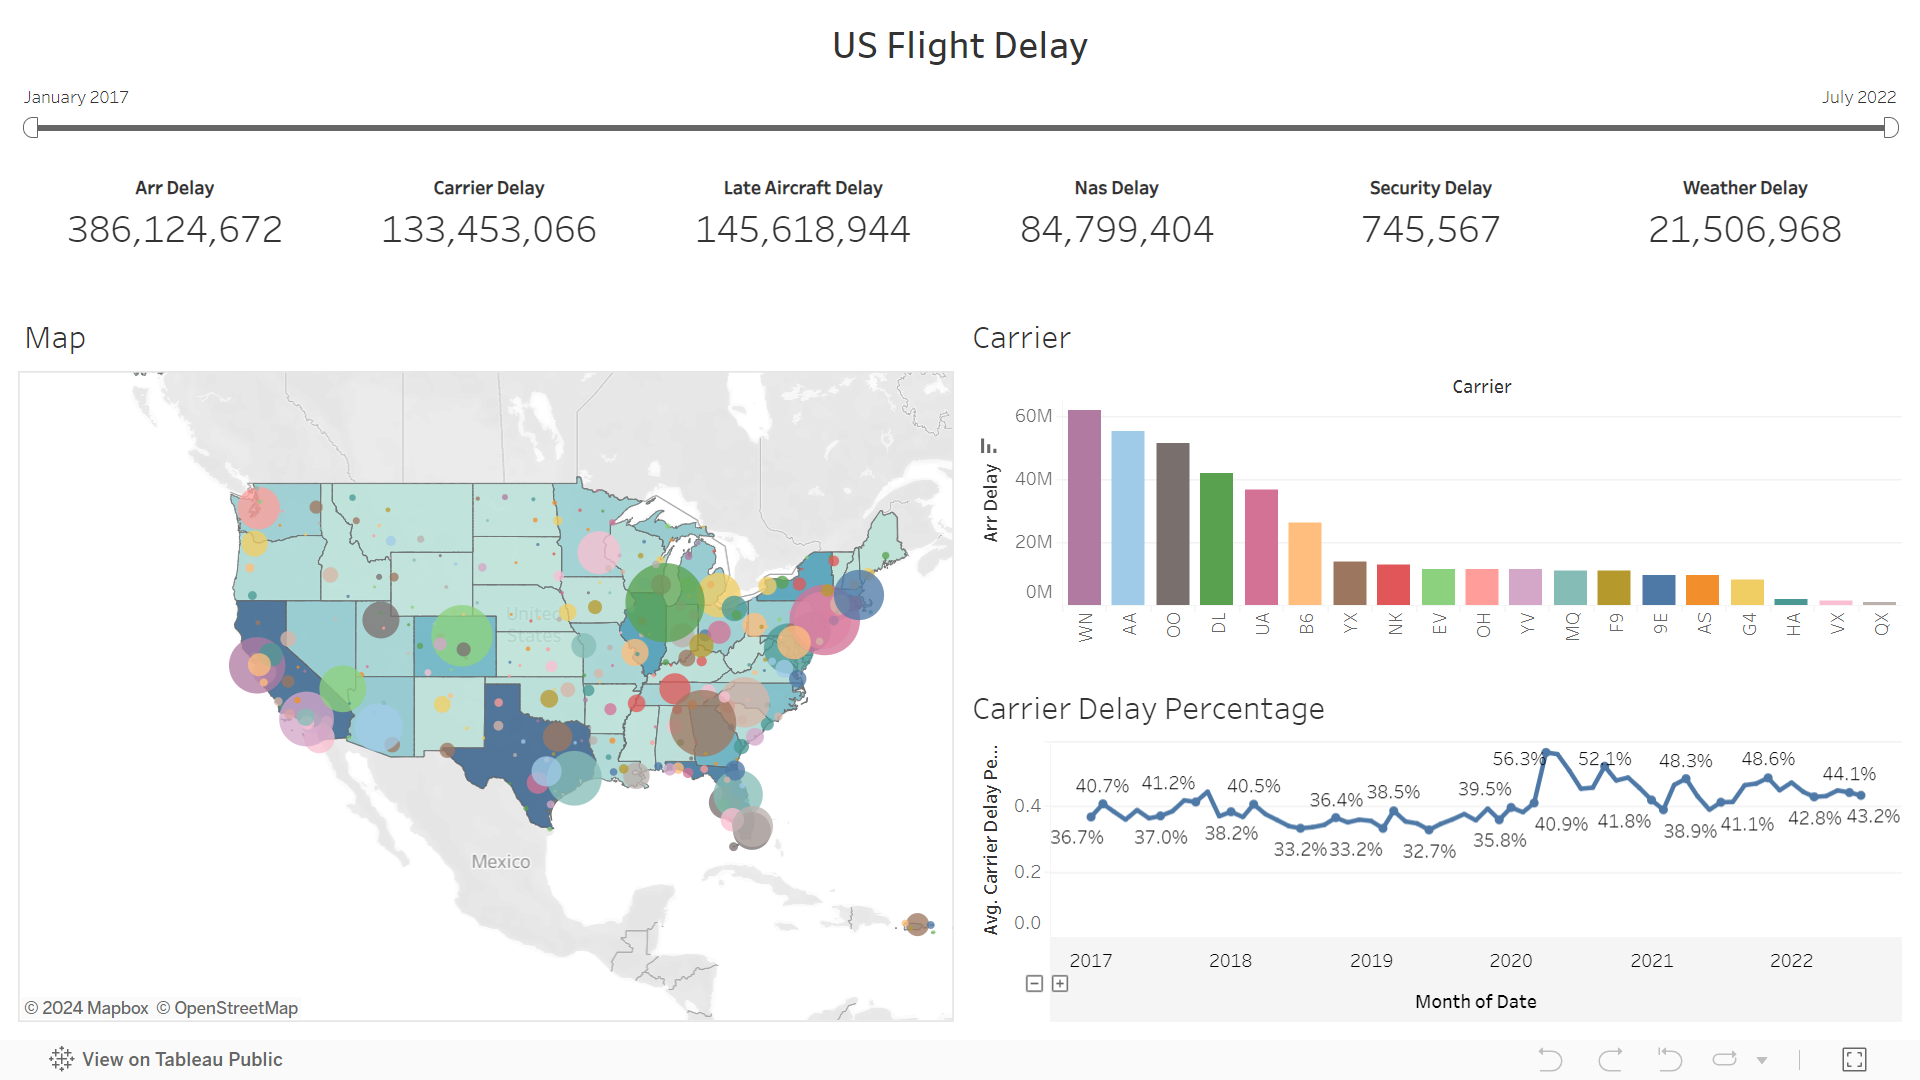 US Flight Delay
January 2017
July 2022
Arr Delay
386,124,672
Carrier Delay
133,453,066
Late Aircraft Delay
145,618,944
Nas Delay
84,799,404
Security Delay
745,567
Weather Delay
21,506,968
Map
United
States
Mexico
© 2024 Mapbox © OpenStreetMap
Carrier
Carrier
Arr Delay
60M
40M
20M
0M
WN
AA
OO
DL
UA
B6
YX
NK
EV
OH
YV
MQ
F9
9E
AS
G4
HA
VX
QX
Carrier Delay Percentage
Avg. Carrier Delay Pe...
0.4
0.2
0.0
36.7%
40.7%
37.0%
41.2%
38.2%
40.5%
33.2%
36.4%
33.2%
38.5%
32.7%
39.5%
35.8%
56.3%
40.9%
52.1%
41.8%
48.3%
38.9%
41.1%
48.6%
42.8%
44.1%
43.2%
2017
2018
2019
2020
2021
2022
Month of Date
View on Tableau Public